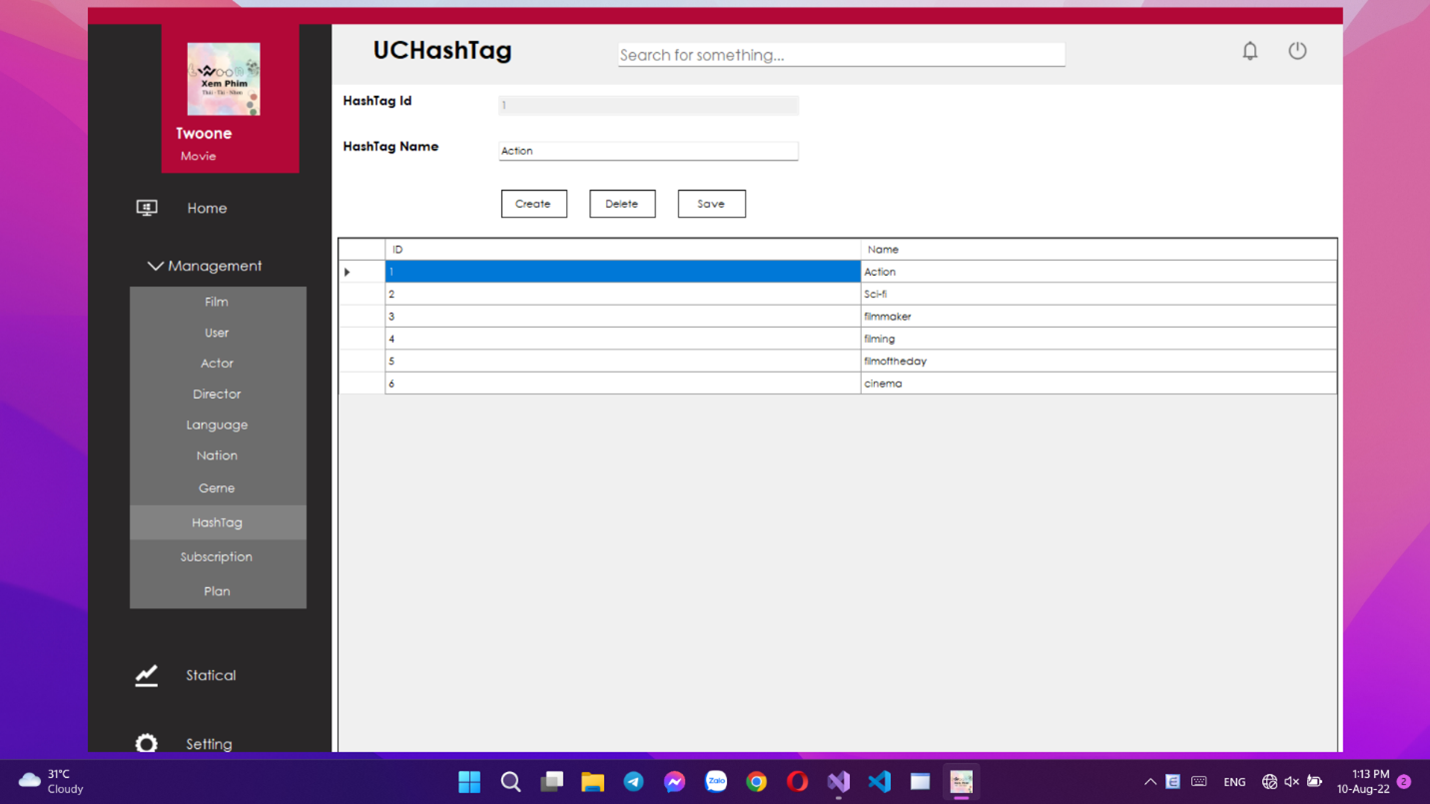 UCHashTag
Search for something...
Xem Phim
Twoone
Movie
Home
Management
Film
User
Actor
Director
Language
Nation
Gerne
HashTag
Subscription
Plan
Statical
Setting
HashTag Id
1
HashTag Name
Action
Create Delete Save
ID Name
1 Action
2 Sci-fi
3 filmmaker
4 filming
5 filmoftheday
6 cinema
31°C
Cloudy
Zalo
ENG
1:13 PM
10-Aug-22
2